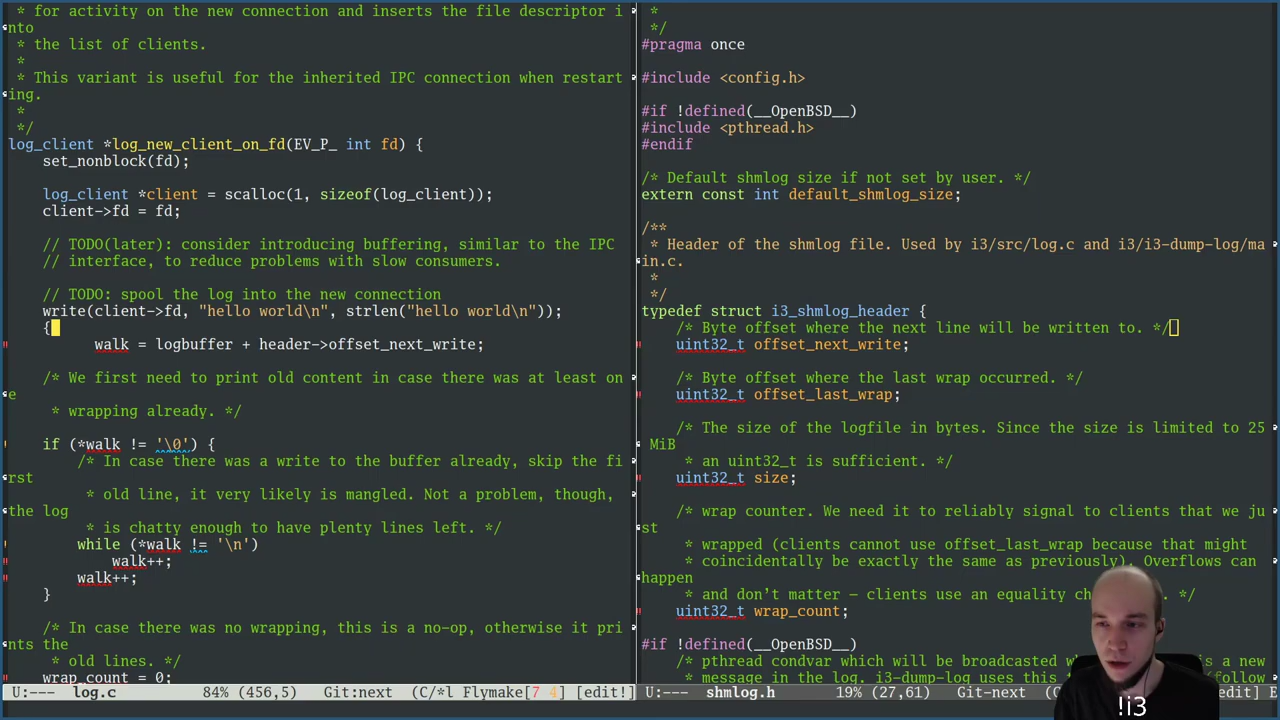 * for activity on the new connection and inserts the file descriptor i
nto
 * the list of clients.
 *
 * This variant is useful for the inherited IPC connection when restart
ing.
 *
 */
log_client *log_new_client_on_fd(EV_P_ int fd) {
    set_nonblock(fd);
    log_client *client = scalloc(1, sizeof(log_client));
    client->fd = fd;
    // TODO(later): consider introducing buffering, similar to the IPC
    // interface, to reduce problems with slow consumers.
    // TODO: spool the log into the new connection
    write(client->fd, "hello world\n", strlen("hello world\n"));
    {
          walk = logbuffer + header->offset_next_write;
    /* We first need to print old content in case there was at least on
e
     * wrapping already. */
    if (*walk != '\0') {
        /* In case there was a write to the buffer already, skip the fi
rst
         * old line, it very likely is mangled. Not a problem, though,
the log
         * is chatty enough to have plenty lines left. */
        while (*walk != '\n')
            walk++;
        walk++;
    }
    /* In case there was no wrapping, this is a no-op, otherwise it pri
nts the
     * old lines. */
    wrap_count = 0;
U:---  log.c          84% (456,5)    Git:next  (C/*l Flymake[7 4] [edit!]
 *
 */
#pragma once
#include <config.h>
#if !defined(__OpenBSD__)
#include <pthread.h>
#endif
/* Default shmlog size if not set by user. */
extern const int default_shmlog_size;
/**
 * Header of the shmlog file. Used by i3/src/log.c and i3/i3-dump-log/ma
in.c.
 *
 */
typedef struct i3_shmlog_header {
    /* Byte offset where the next line will be written to. */
    uint32_t offset_next_write;
    /* Byte offset where the last wrap occurred. */
    uint32_t offset_last_wrap;
    /* The size of the logfile in bytes. Since the size is limited to 25
 MiB
     * an uint32_t is sufficient. */
    uint32_t size;
    /* wrap counter. We need it to reliably signal to clients that we ju
st
     * wrapped (clients cannot use offset_last_wrap because that might
     * coincidentally be exactly the same as previously). Overflows can
happen
     * and don’t matter — clients use an equality ch */
    uint32_t wrap_count;
#if !defined(__OpenBSD__)
    /* pthread condvar which will be broadcasted is a new
     * message in the log. i3-dump-log uses this (follow
U:---  shmlog.h       19% (27,61)    Git-next  edit] E
!i3